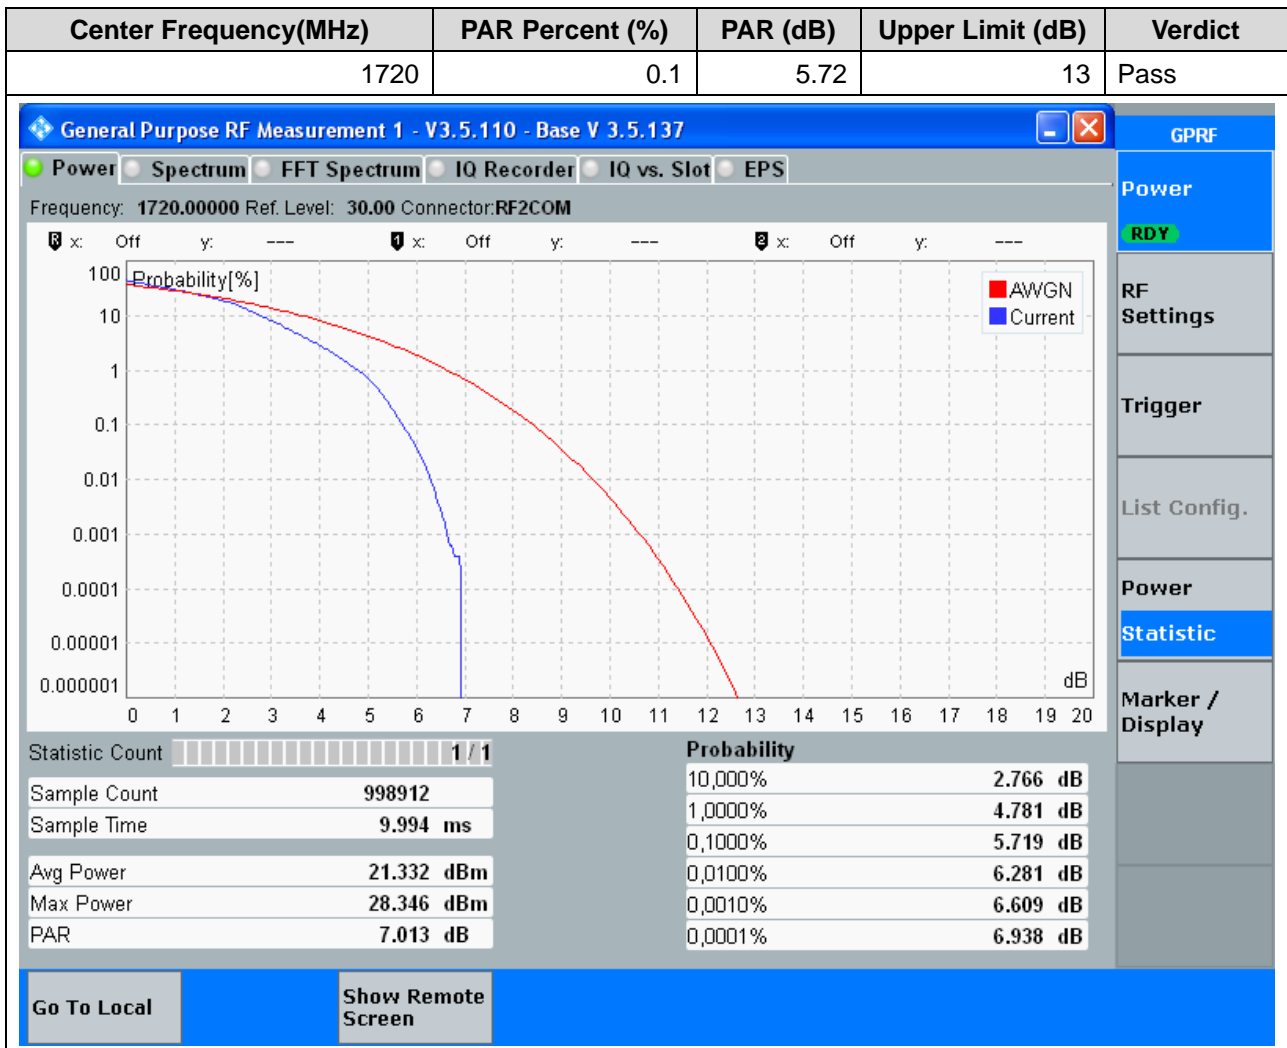 Center Frequency(MHz) PAR Percent (%) PAR (dB) Upper Limit (dB) Verdict
1720 0.1 5.72 13 Pass
General Purpose RF Measurement 1 - V3.5.110 - Base V 3.5.137
GPRF
Power Spectrum FFT Spectrum IQ Recorder IQ vs. Slot EPS
Frequency: 1720.00000 Ref. Level: 30.00 Connector:RF2COM
R x: Off y: --- 1 x: Off y: --- 2 x: Off y: ---
Probability[%]
AWGN
Current
100
10
1
0.1
0.01
0.001
0.0001
0.00001
0.000001
dB
0 1 2 3 4 5 6 7 8 9 10 11 12 13 14 15 16 17 18 19 20
Statistic Count 1 / 1
Sample Count 998912
Sample Time 9.994 ms
Avg Power 21.332 dBm
Max Power 28.346 dBm
PAR 7.013 dB
Probability
10,000% 2.766 dB
1,0000% 4.781 dB
0,1000% 5.719 dB
0,0100% 6.281 dB
0,0010% 6.609 dB
0,0001% 6.938 dB
Power
RDY
RF
Settings
Trigger
List Config.
Power
Statistic
Marker /
Display
Go To Local
Show Remote
Screen